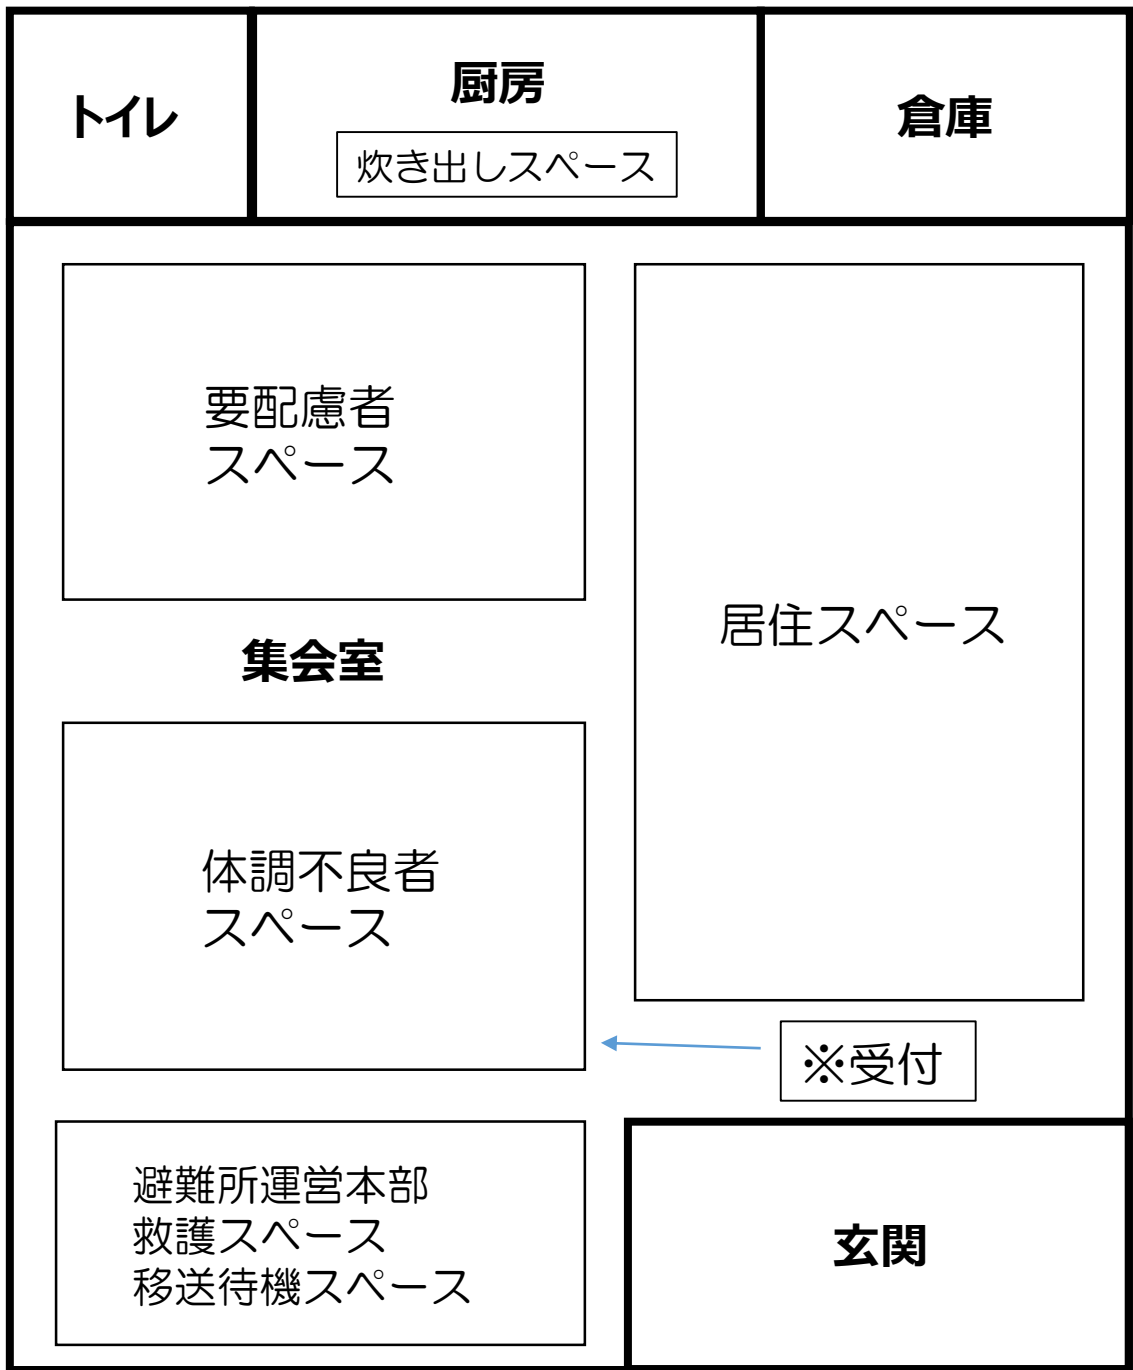 トイレ
厨房
炊き出しスペース
倉庫
要配慮者
スペース
居住スペース
集会室
体調不良者
スペース
※受付
避難所運営本部
救護スペース
移送待機スペース
玄関